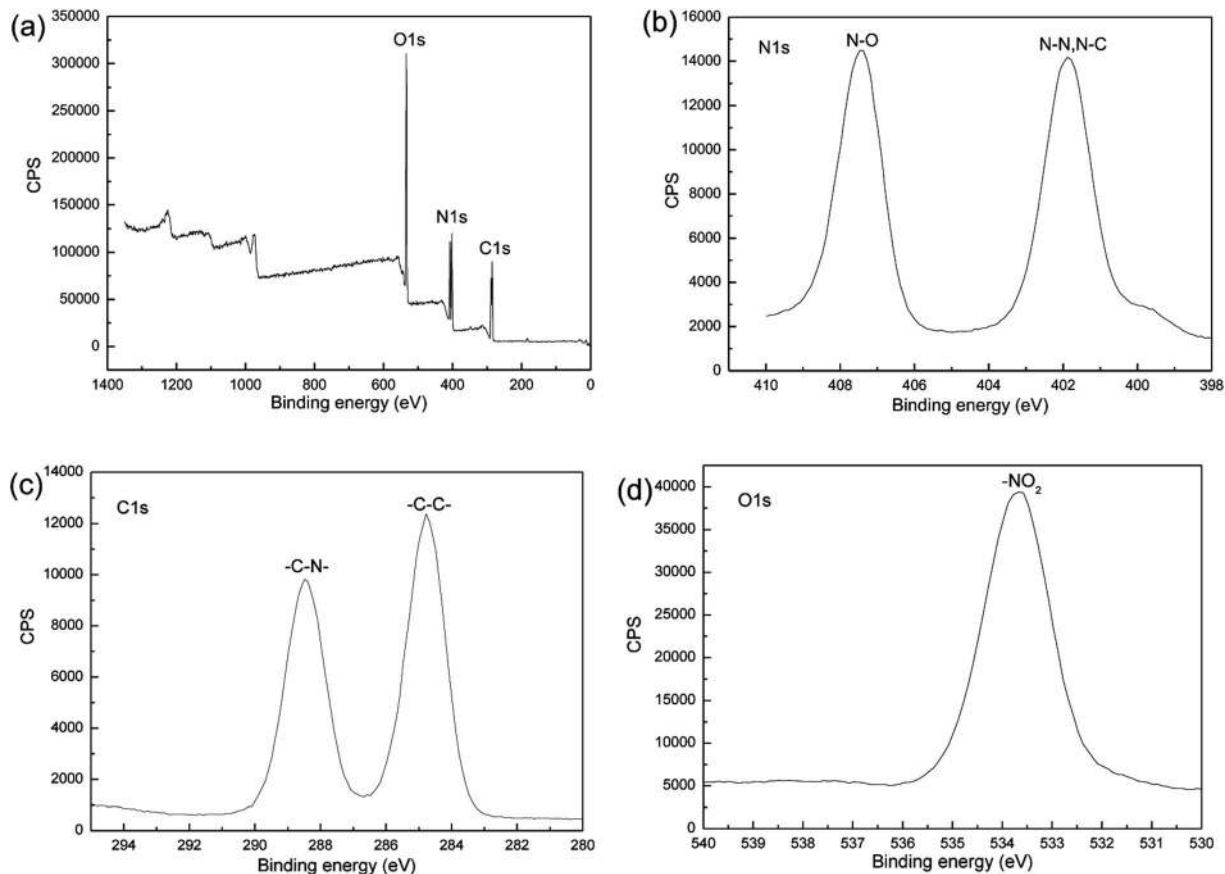 (a)
O1s
N1s
C1s
CPS
350000
300000
250000
200000
150000
100000
50000
0
1400 1200 1000 800 600 400 200 0
Binding energy (eV)
(b)
N1s
N-O
N-N,N-C
CPS
16000
14000
12000
10000
8000
6000
4000
2000
0
410 408 406 404 402 400 398
Binding energy (eV)
(c)
C1s
-C-N-
-C-C-
CPS
14000
12000
10000
8000
6000
4000
2000
0
294 292 290 288 286 284 282 280
Binding energy (eV)
(d)
O1s
-NO₂
CPS
40000
35000
30000
25000
20000
15000
10000
5000
0
540 539 538 537 536 535 534 533 532 531 530
Binding energy (eV)